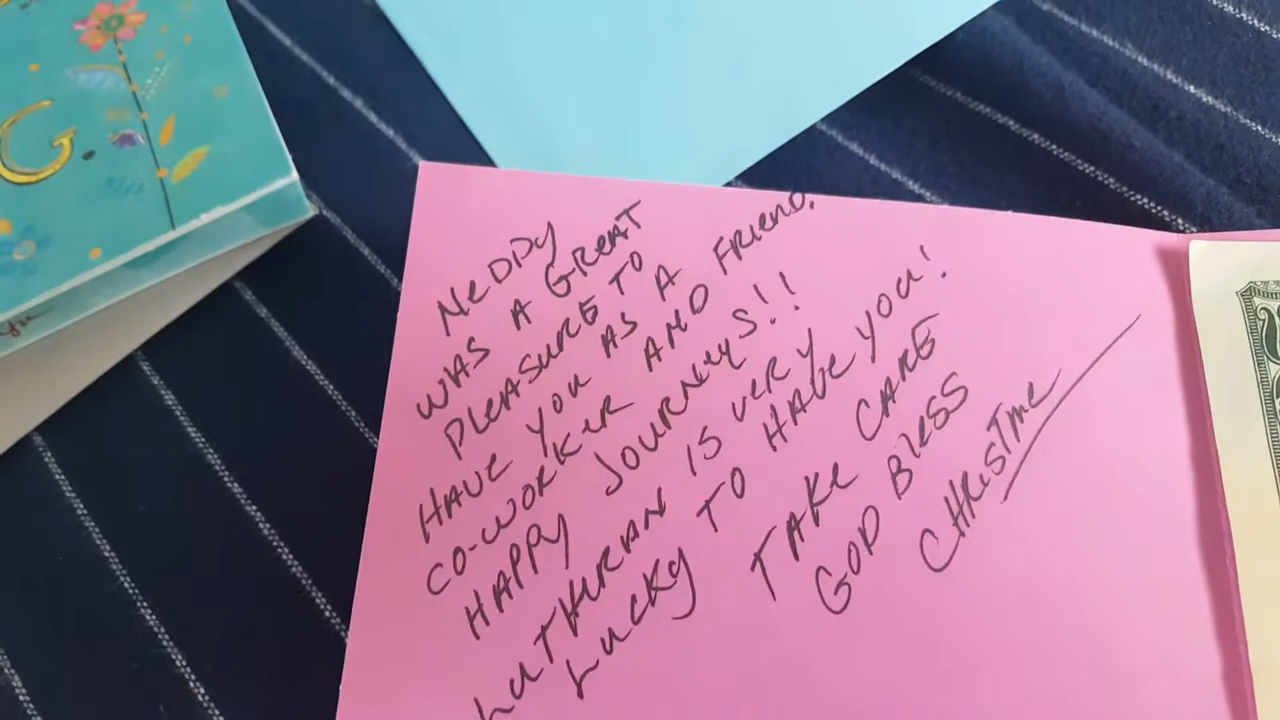 NeDDy
WAS A GReAT
PleASURE TO
HAVE YOU AS A
CO-WORKeR AND FRIenD.
HAPPY JOURNeyS!!
LuTHeRAN IS veRY
LuCKy TO HAVE you!
TAKe CARE
GOD BleSS
CHRiSTIne
G.